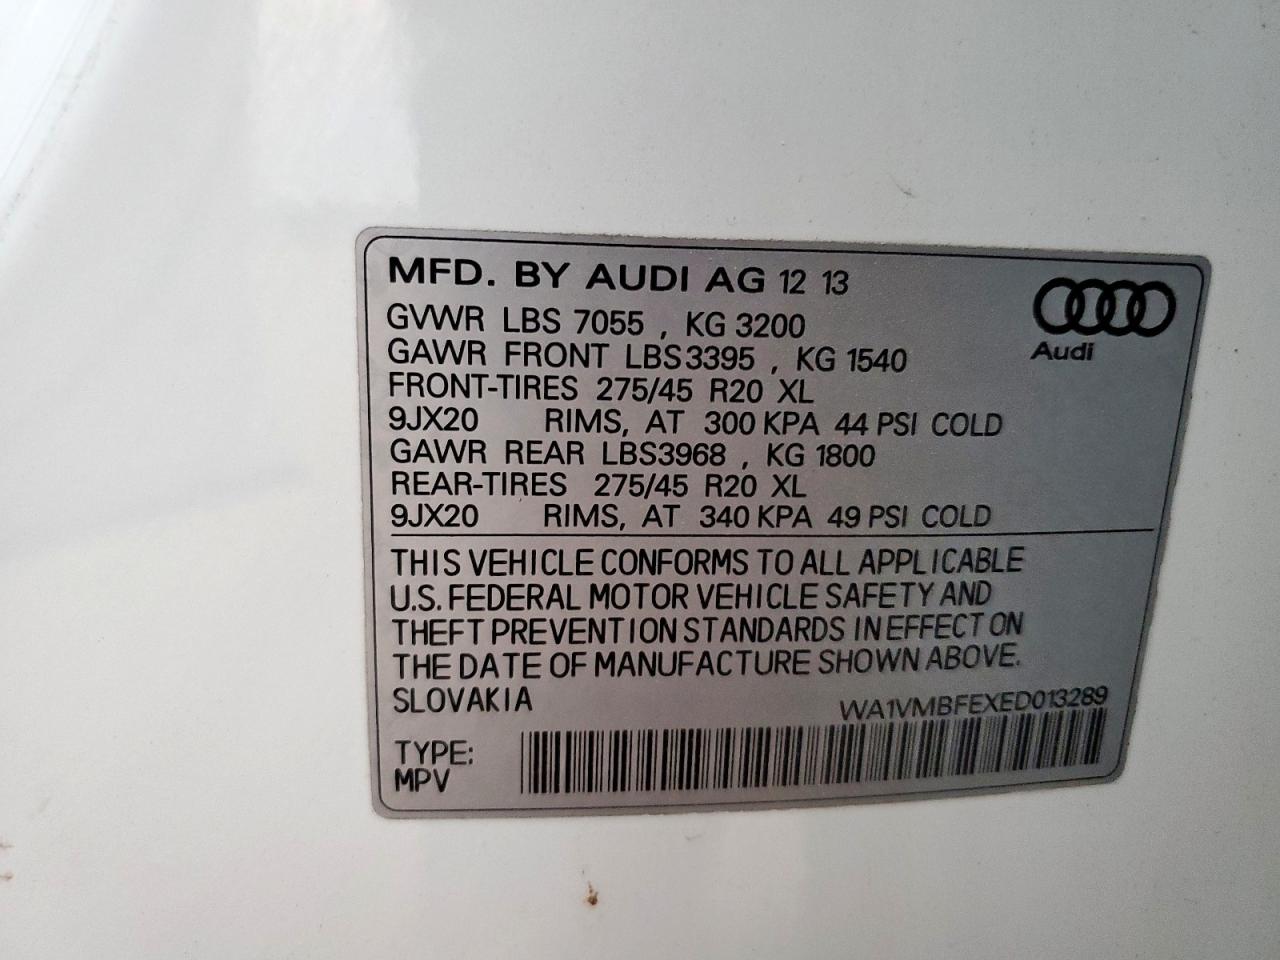 MFD. BY AUDI AG 12 13
GVWR LBS 7055 , KG 3200
GAWR FRONT LBS3395 , KG 1540
Audi
FRONT-TIRES 275/45 R20 XL
9JX20 RIMS, AT 300 KPA 44 PSI COLD
GAWR REAR LBS3968 , KG 1800
REAR-TIRES 275/45 R20 XL
9JX20 RIMS, AT 340 KPA 49 PSI COLD
THIS VEHICLE CONFORMS TO ALL APPLICABLE
U.S. FEDERAL MOTOR VEHICLE SAFETY AND
THEFT PREVENTION STANDARDS IN EFFECT ON
THE DATE OF MANUFACTURE SHOWN ABOVE.
SLOVAKIA
WA1VMBFEXED013289
TYPE:
MPV